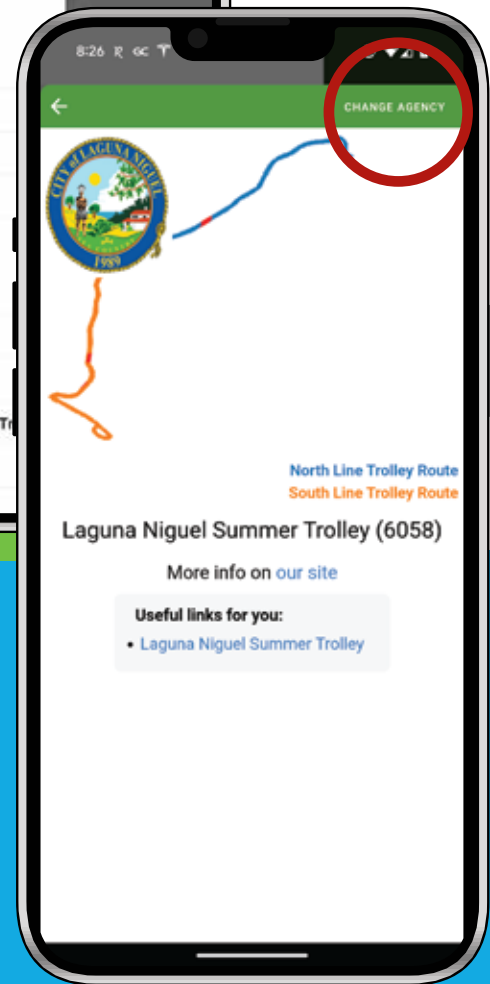 8:26
CHANGE AGENCY
CITY of LAGUNA NIGUEL
1989
North Line Trolley Route
South Line Trolley Route
Laguna Niguel Summer Trolley (6058)
More info on our site
Useful links for you:
• Laguna Niguel Summer Trolley
Tr